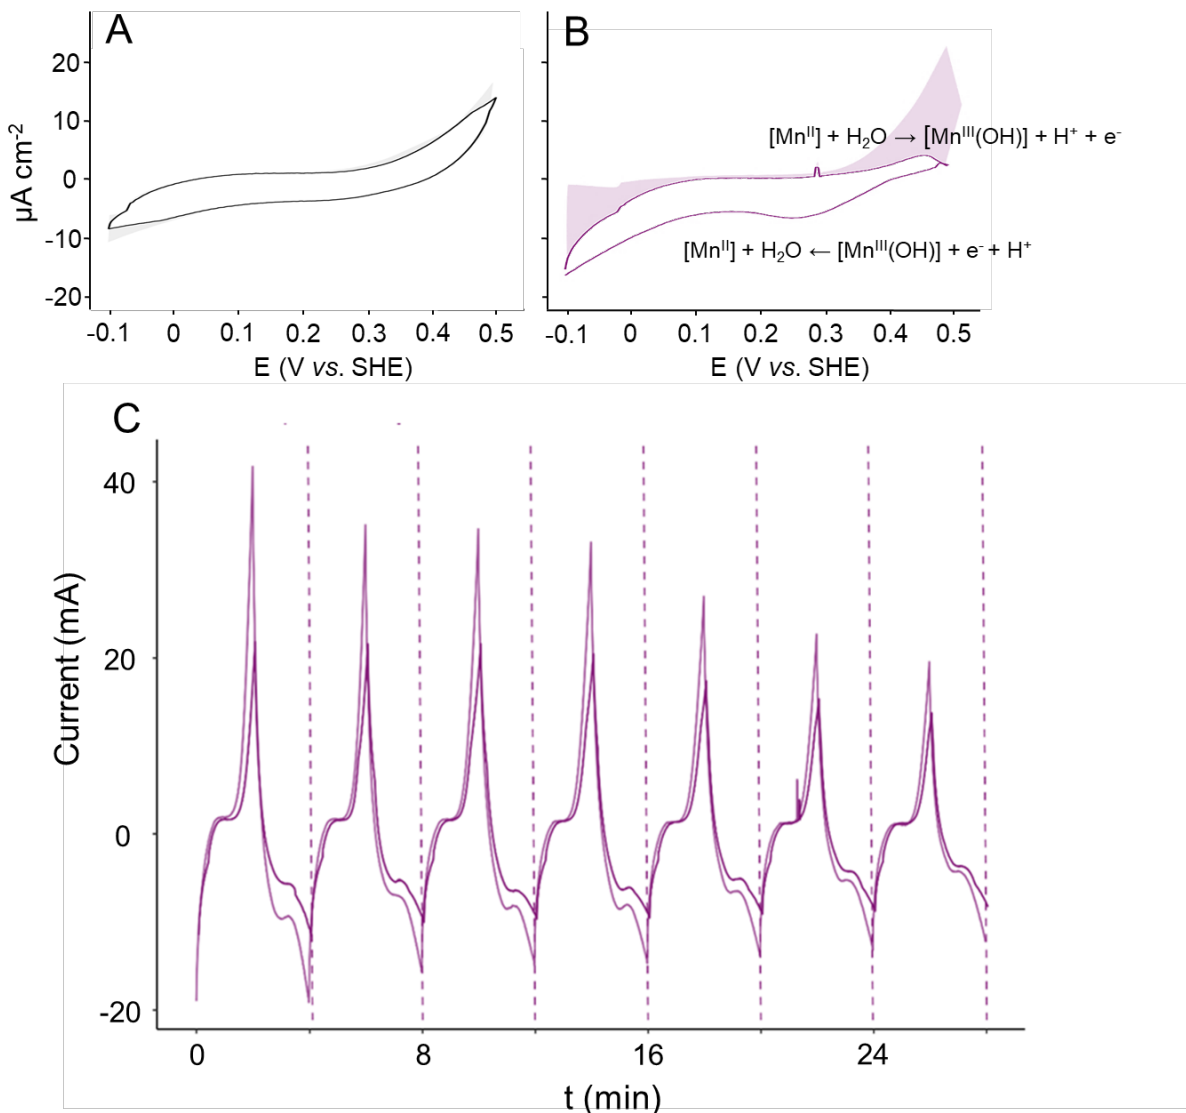 A
B
20
10
0
-10
-20
µA cm-2
[MnII] + H2O → [MnIII(OH)] + H+ + e-
[MnII] + H2O ← [MnIII(OH)] + e- + H+
-0.1 0 0.1 0.2 0.3 0.4 0.5
-0.1 0 0.1 0.2 0.3 0.4 0.5
E (V vs. SHE)
E (V vs. SHE)
C
40
20
0
-20
Current (mA)
0 8 16 24
t (min)